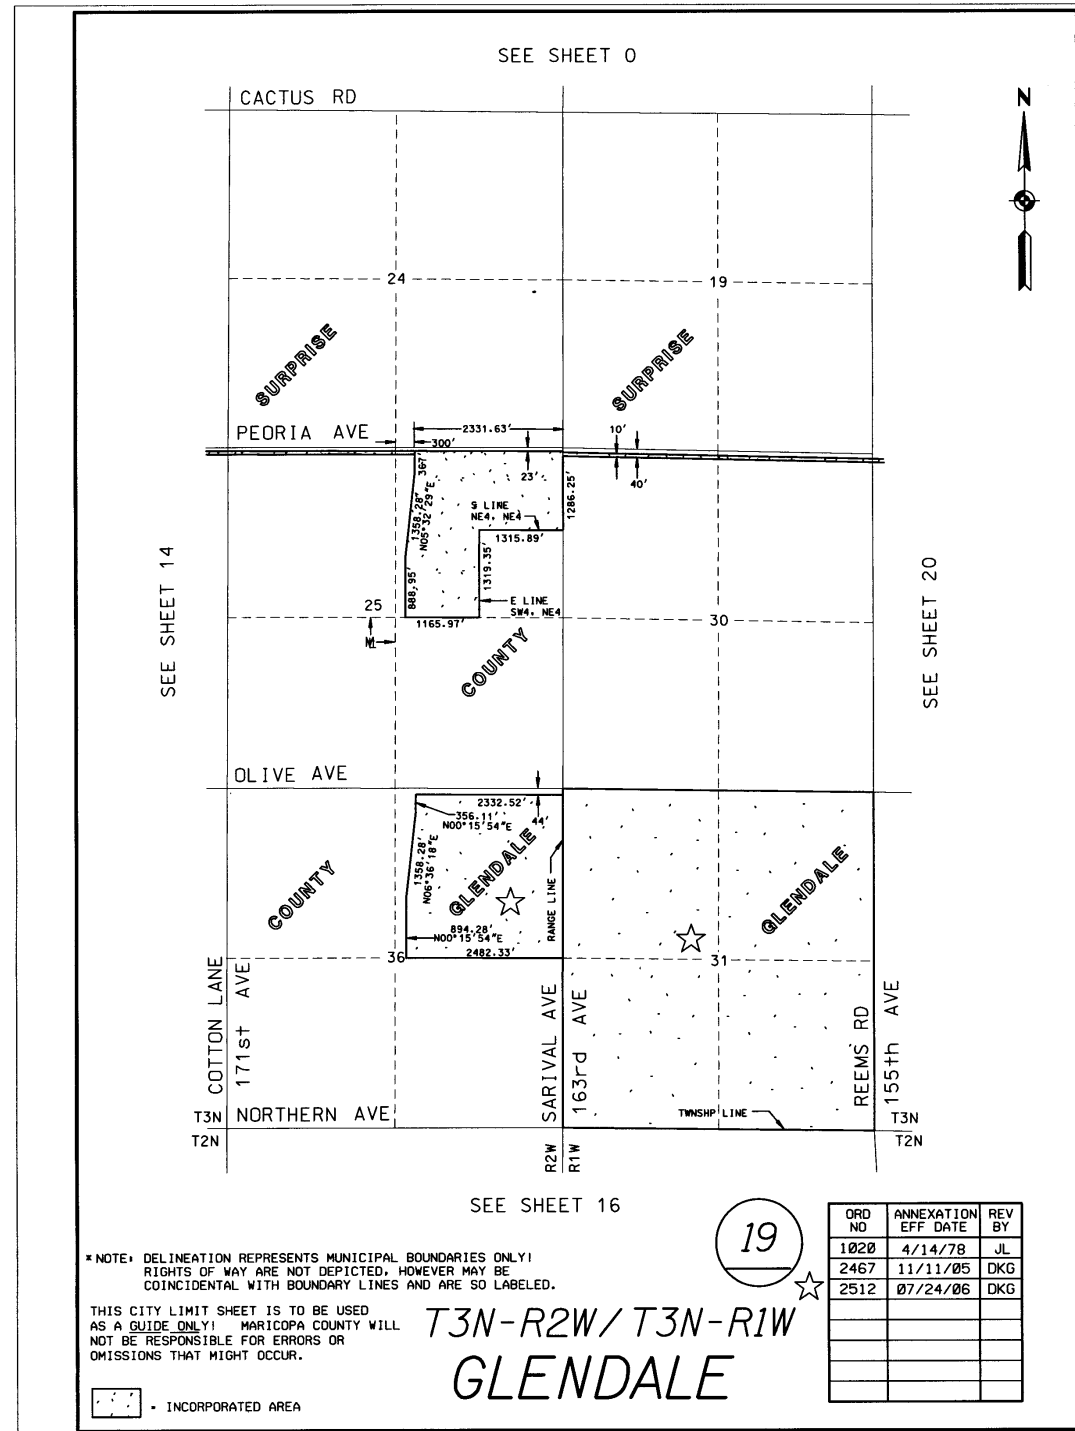 SEE SHEET 0
CACTUS RD
N
24
19
SURPRISE
SURPRISE
2331.63'
PEORIA AVE
300'
10'
367'
23'
40'
1358.28'
N05°32'29"E
S LINE
NE4, NE4
1286.25'
1315.89'
1319.35'
888.95'
E LINE
SW4, NE4
25
1165.97'
30
SEE SHEET 14
SEE SHEET 20
COUNTY
OLIVE AVE
2332.52'
356.11'
N00°15'54"E
44'
1358.28'
N06°36'18"E
GLENDALE
COUNTY
GLENDALE
RANGE LINE
894.28'
N00°15'54"E
2482.33'
36
31
COTTON LANE
171st AVE
SARIVAL AVE
163rd AVE
REEMS RD
155th AVE
T3N
NORTHERN AVE
TWNSHP LINE
T3N
T2N
T2N
R2W
R1W
SEE SHEET 16
19
ORD NO
ANNEXATION EFF DATE
REV BY
1020 4/14/78 JL
2467 11/11/05 DKG
2512 07/24/06 DKG
*NOTE: DELINEATION REPRESENTS MUNICIPAL BOUNDARIES ONLY!
RIGHTS OF WAY ARE NOT DEPICTED, HOWEVER MAY BE
COINCIDENTAL WITH BOUNDARY LINES AND ARE SO LABELED.
THIS CITY LIMIT SHEET IS TO BE USED
AS A GUIDE ONLY! MARICOPA COUNTY WILL
NOT BE RESPONSIBLE FOR ERRORS OR
OMISSIONS THAT MIGHT OCCUR.
T3N-R2W/T3N-R1W
GLENDALE
- INCORPORATED AREA